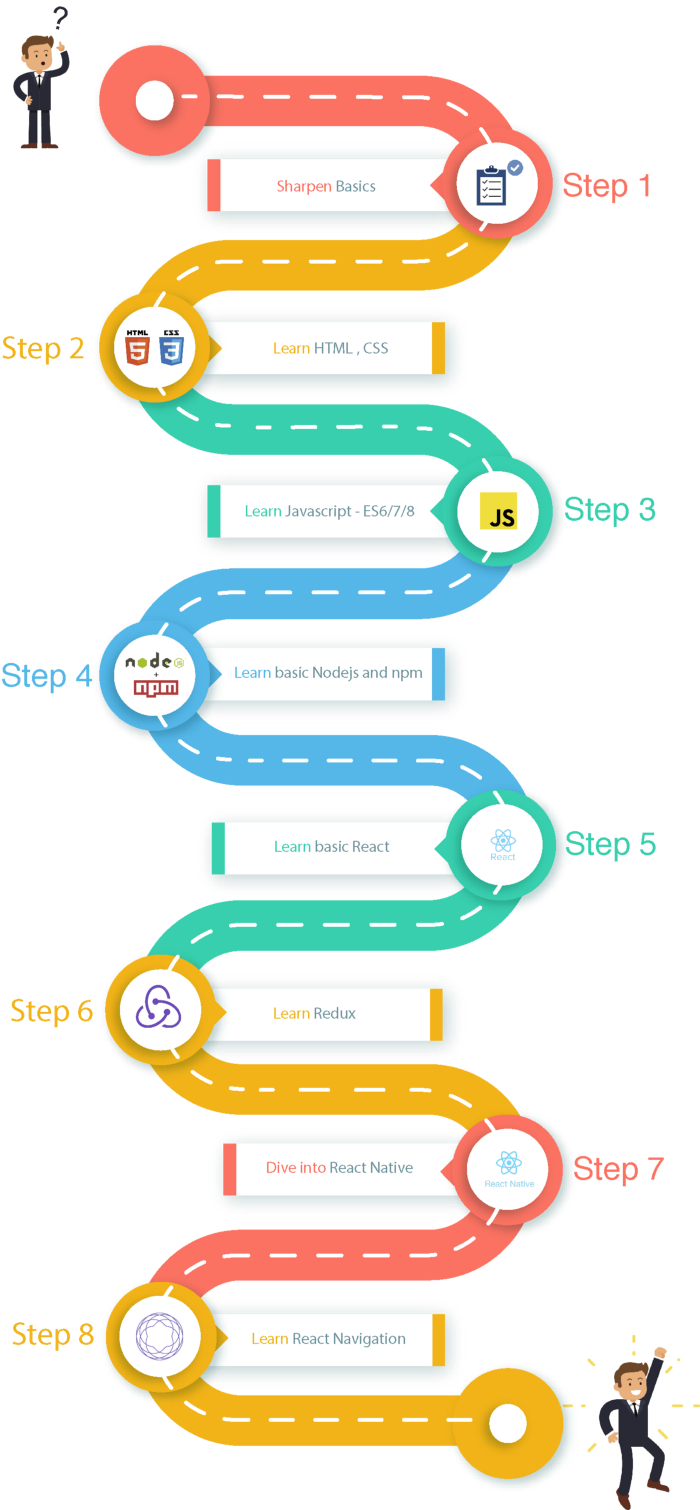 ?
Sharpen Basics
Step 1
HTML CSS
5 3
Step 2
Learn HTML , CSS
Learn Javascript - ES6/7/8
JS
Step 3
node JS
+
npm
Step 4
Learn basic Nodejs and npm
Learn basic React
React
Step 5
Step 6
Learn Redux
Dive into React Native
React Native
Step 7
Step 8
Learn React Navigation